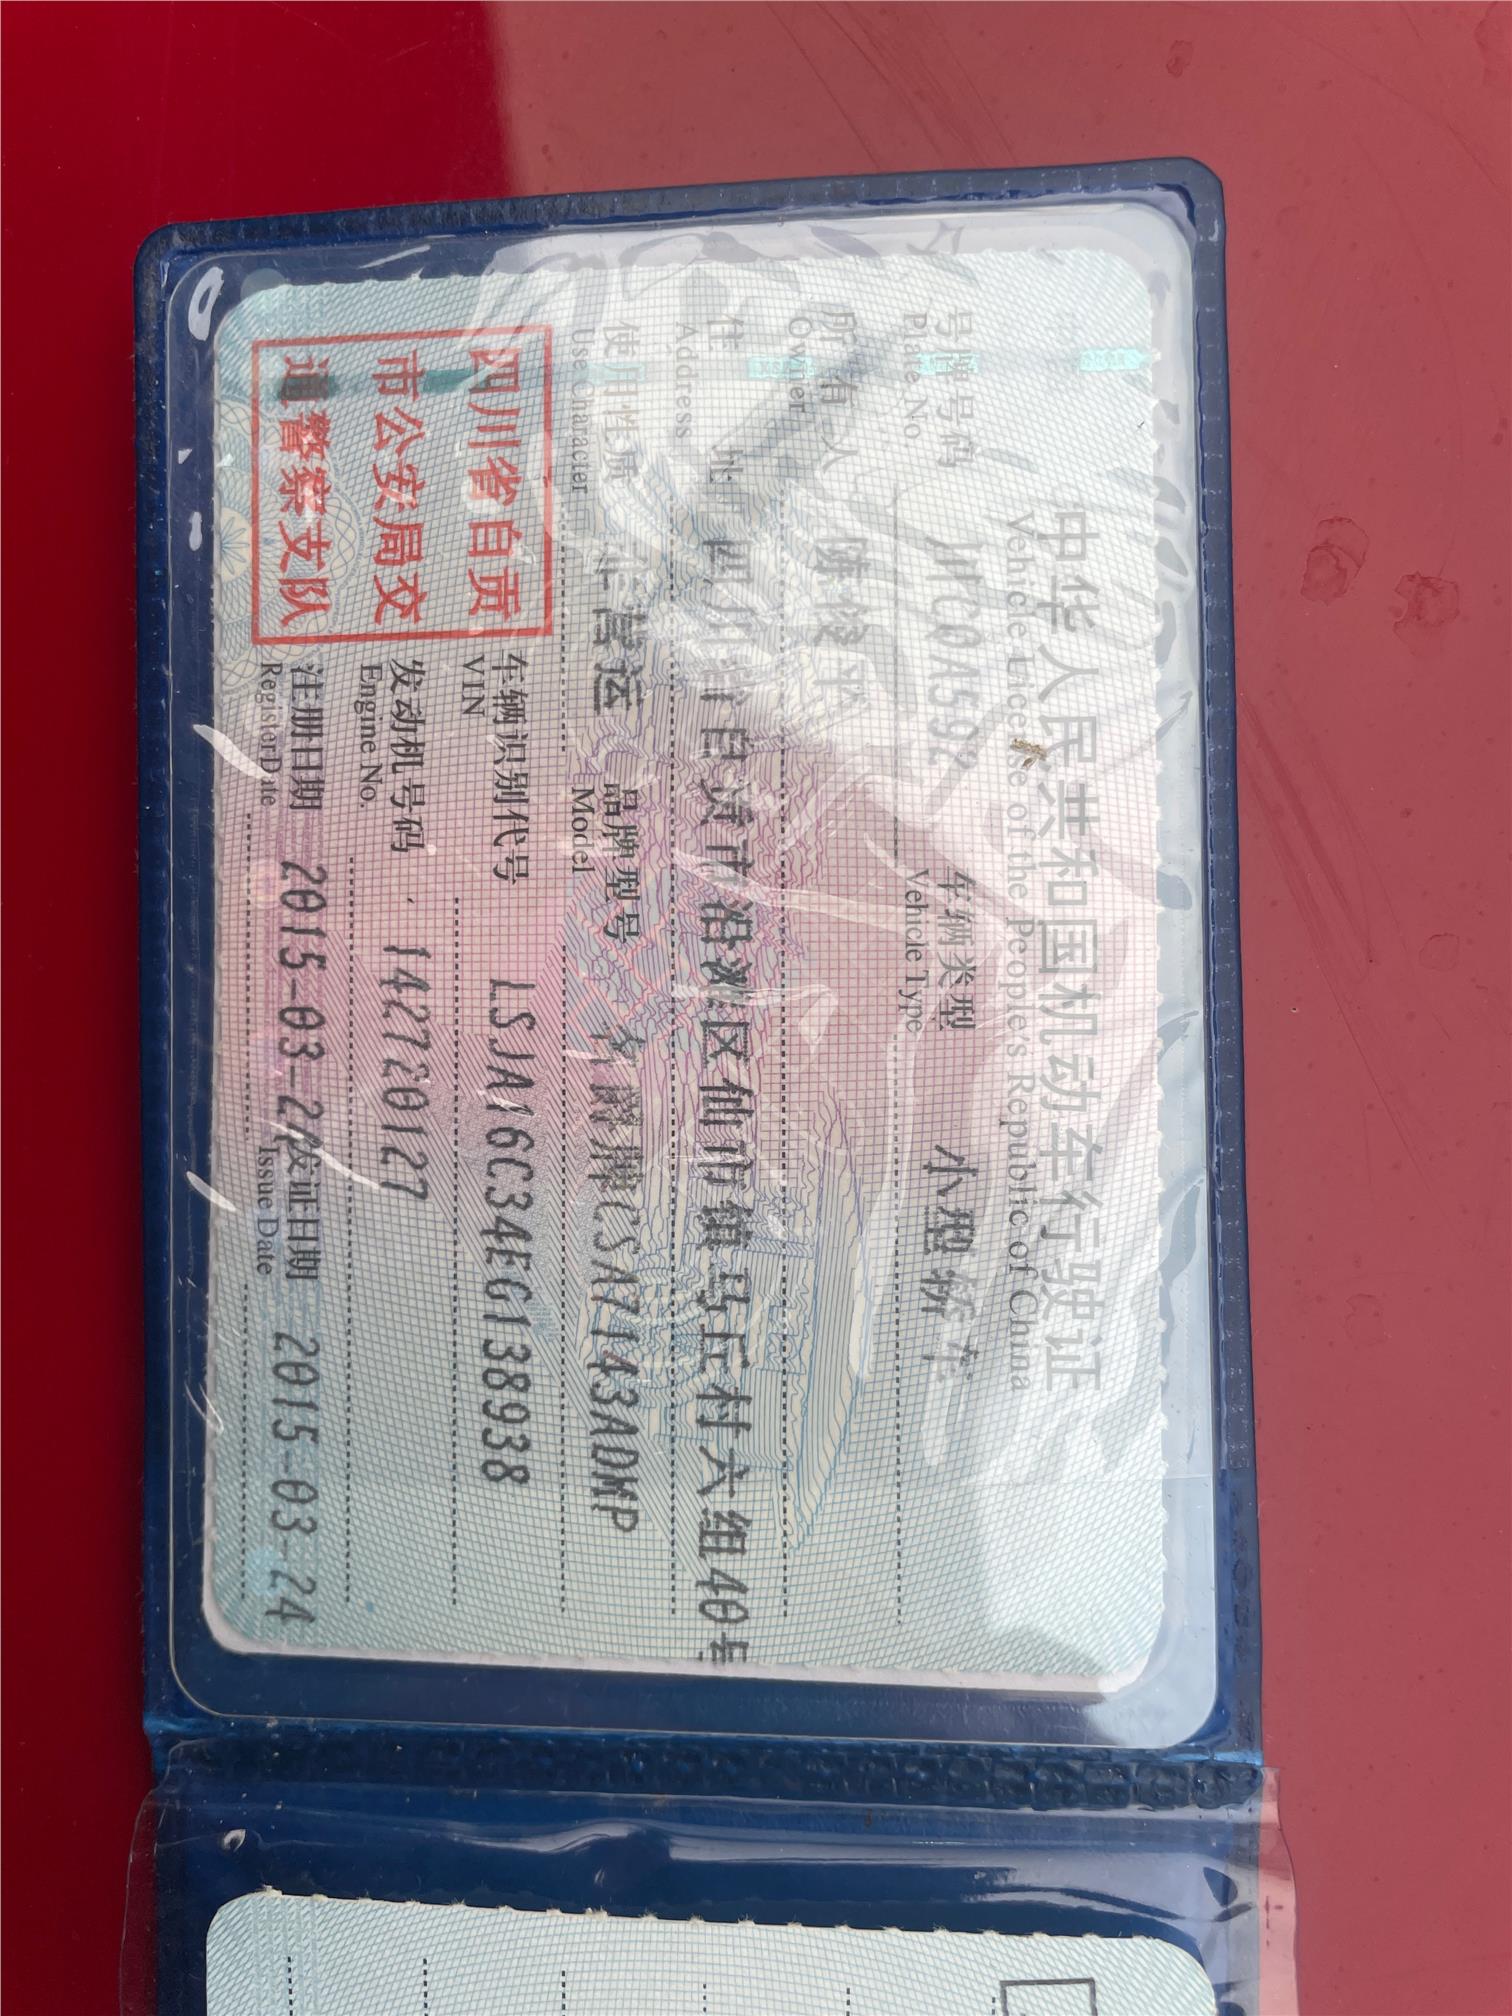 中华人民共和国机动车行驶证
Vehicle License of the People's Republic of China
号牌号码 川CQA592 车辆类型 小型轿车
Plate No. Vehicle Type
所有人 陈 平
Owner
住址 四川省自贡市沿滩区仙市镇马丘村六组40号
Address
使用性质 非营运 品牌型号 名爵牌CSA7143ADMP
Use Character Model
四川省自贡
市公安局交
通警察支队
车辆识别代号 LSJA16C34EG138938
VIN
发动机号码 142720127
Engine No.
注册日期 2015-03-24 发证日期 2015-03-24
Register Date Issue Date